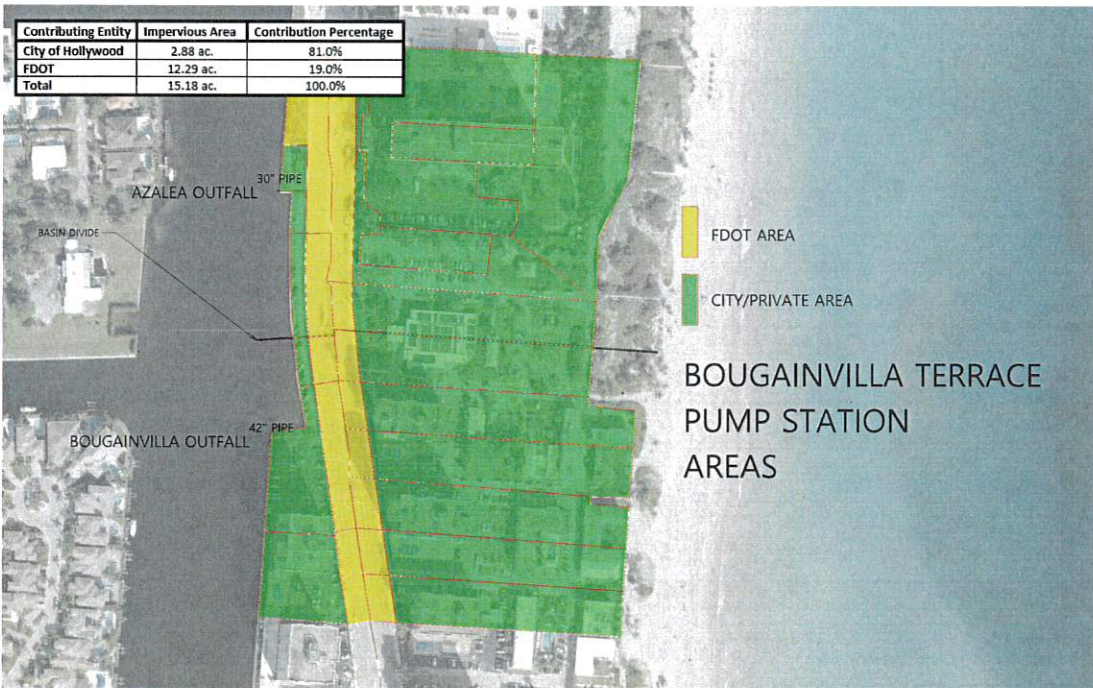 Contributing Entity Impervious Area Contribution Percentage
City of Hollywood 2.88 ac. 81.0%
FDOT 12.29 ac. 19.0%
Total 15.18 ac. 100.0%
30" PIPE
AZALEA OUTFALL
BASIN DIVIDE
FDOT AREA
CITY/PRIVATE AREA
BOUGAINVILLA TERRACE
PUMP STATION
AREAS
42" PIPE
BOUGAINVILLA OUTFALL